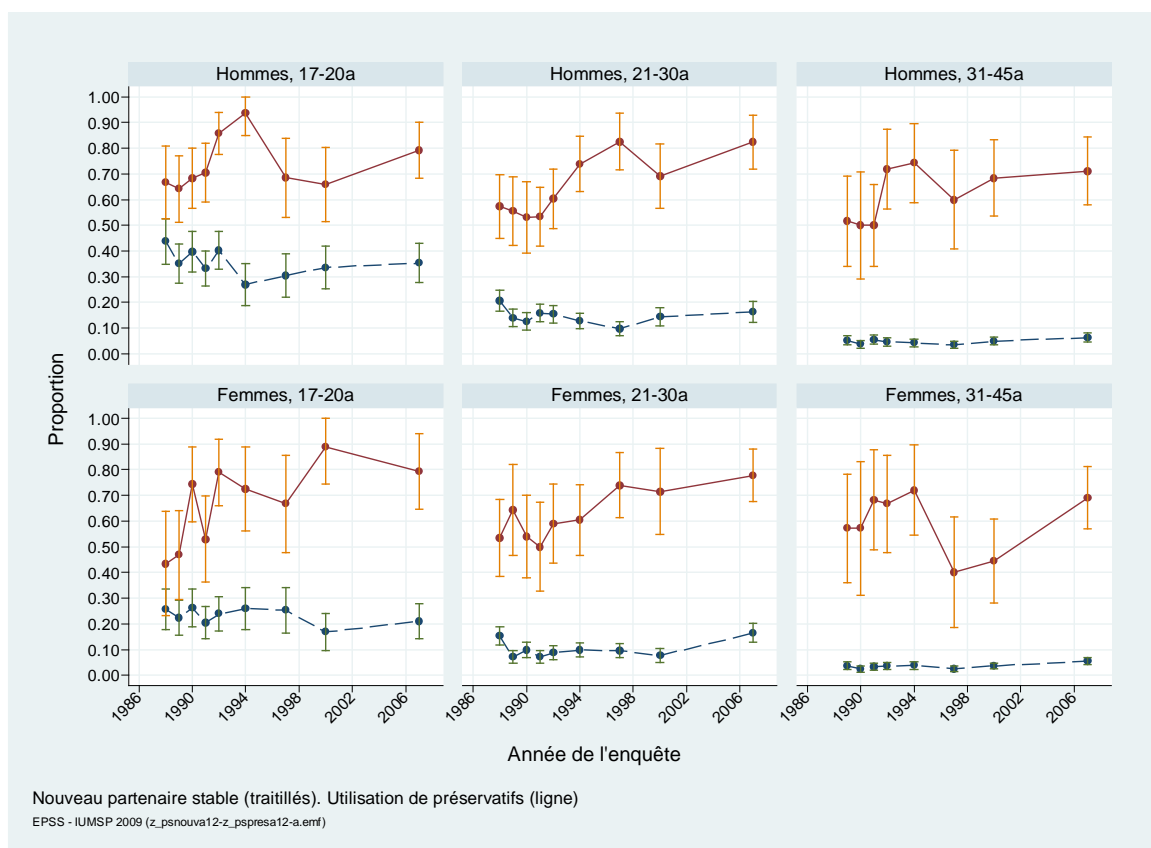 Hommes, 17-20a
Hommes, 21-30a
Hommes, 31-45a
1.00
0.90
0.80
0.70
0.60
0.50
0.40
0.30
0.20
0.10
0.00
Proportion
Femmes, 17-20a
Femmes, 21-30a
Femmes, 31-45a
1.00
0.90
0.80
0.70
0.60
0.50
0.40
0.30
0.20
0.10
0.00
1986 1990 1994 1998 2002 2006
1986 1990 1994 1998 2002 2006
1986 1990 1994 1998 2002 2006
Année de l'enquête
Nouveau partenaire stable (traitillés). Utilisation de préservatifs (ligne)
EPSS - IUMSP 2009 (z_psnouva12-z_pspresa12-a.emf)